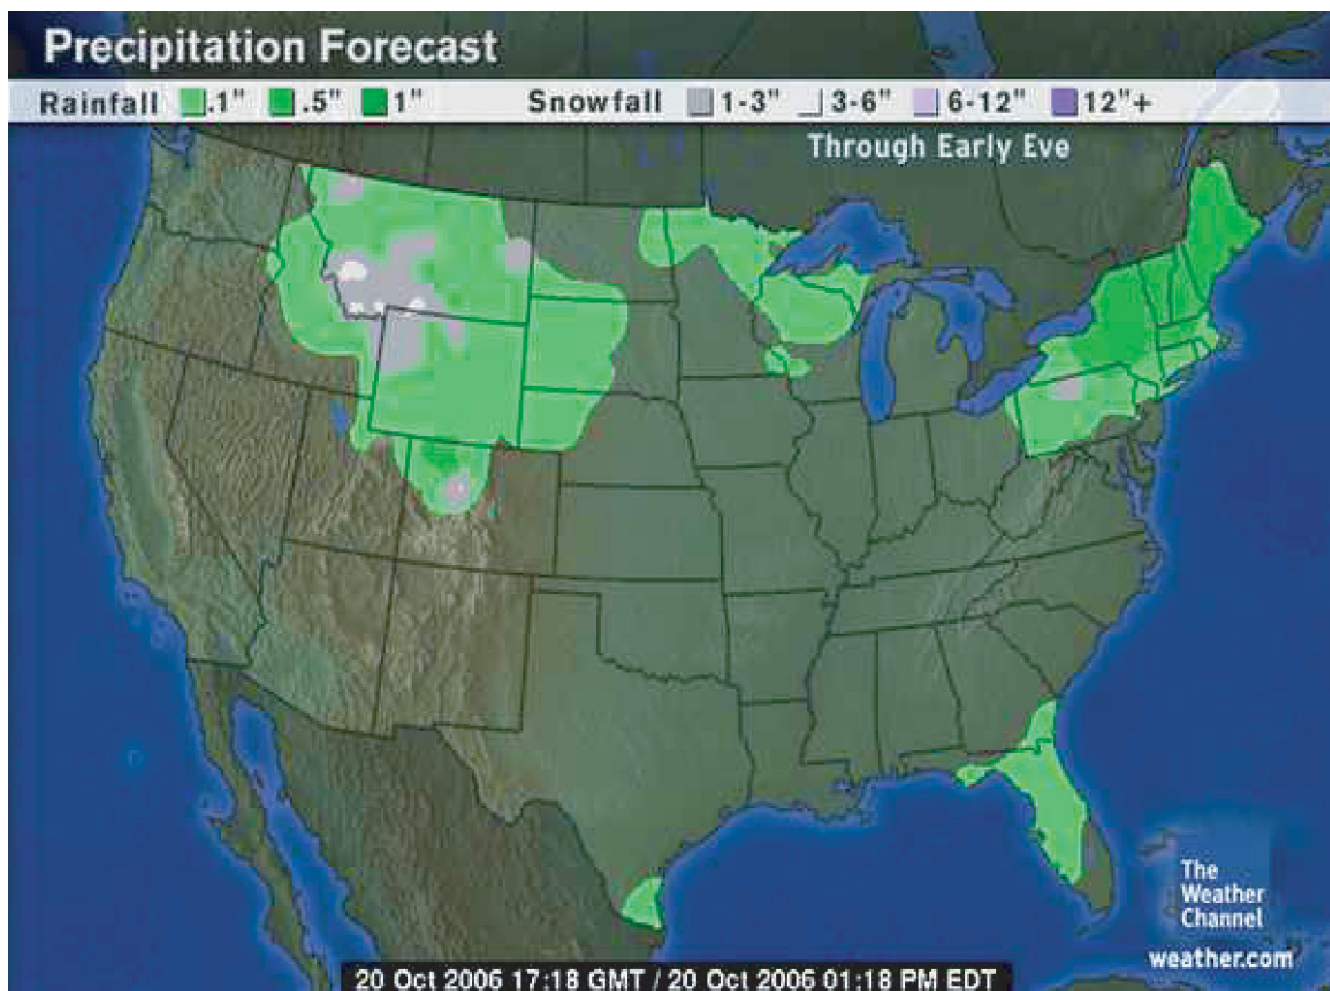 Precipitation Forecast
Rainfall .1" .5" 1" Snowfall 1-3" 3-6" 6-12" 12"+
Through Early Eve
The
Weather
Channel
weather.com
20 Oct 2006 17:18 GMT / 20 Oct 2006 01:18 PM EDT